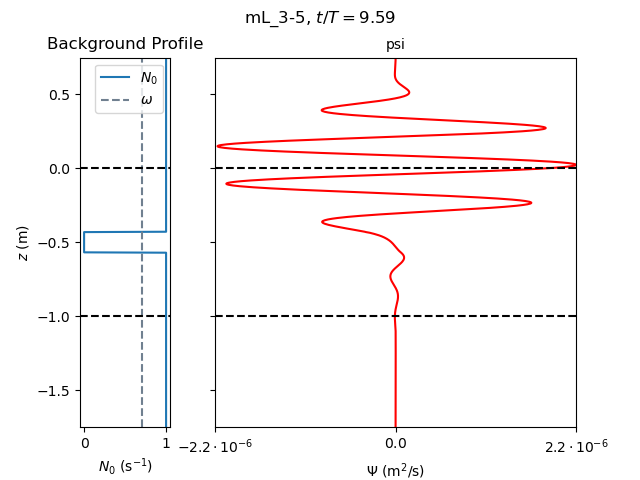 mL_3-5, t/T = 9.59
Background Profile
psi
N₀
ω
0.5
0.0
−0.5
−1.0
−1.5
z (m)
0
1
N₀ (s⁻¹)
−2.2 · 10⁻⁶
0.0
2.2 · 10⁻⁶
Ψ (m²/s)